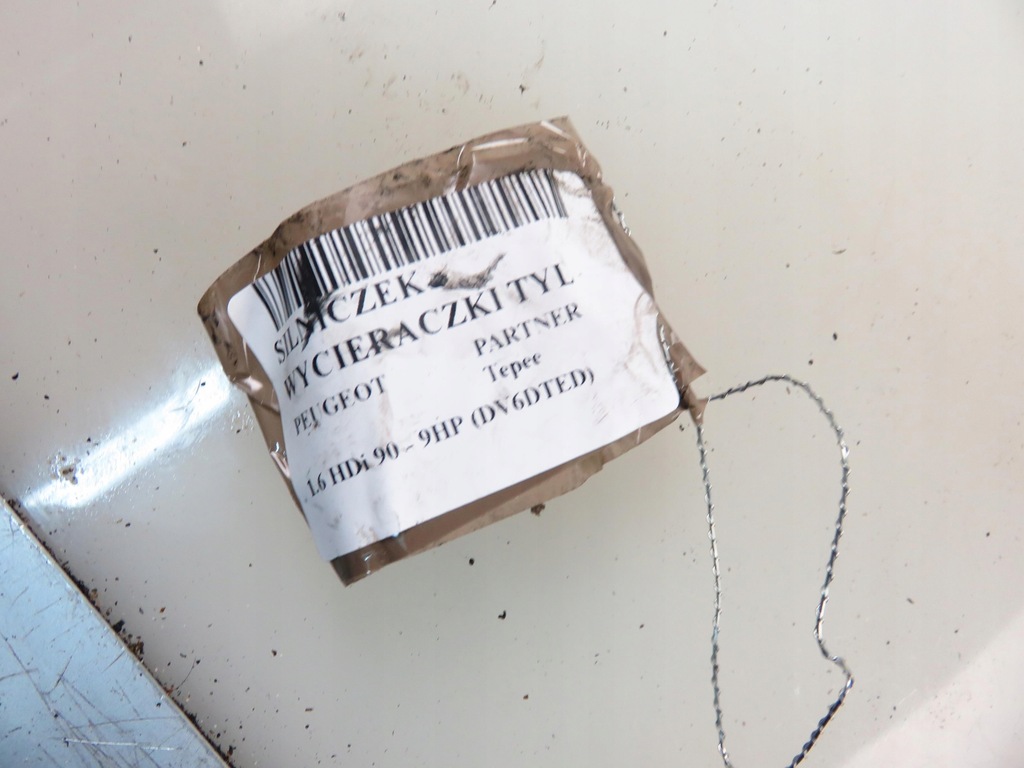 SILNICZEK
WYCIERACZKI TYL
PEUGEOT PARTNER
Tepee
1.6 HDi 90 - 9HP (DV6DTED)